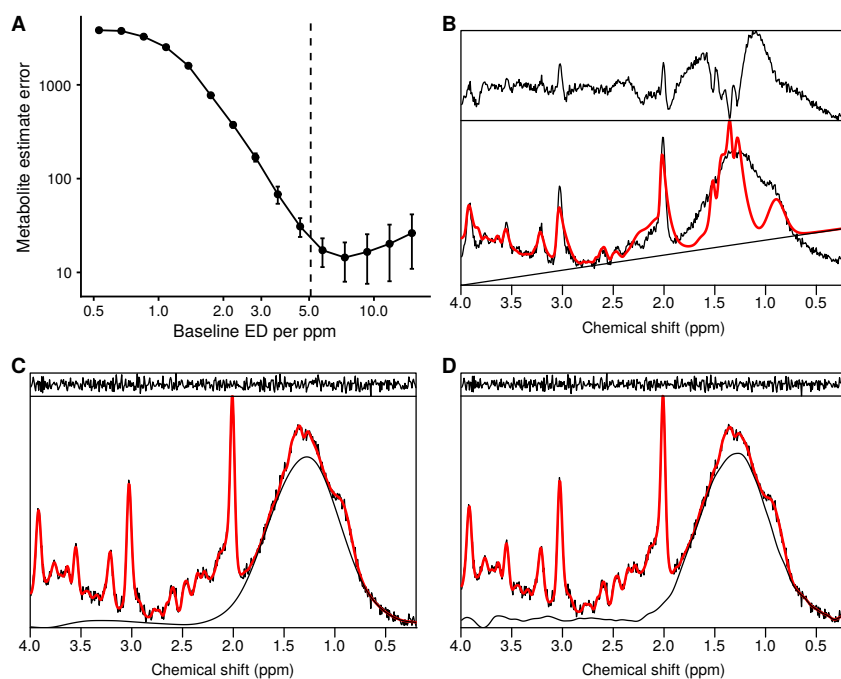 A
Metabolite estimate error
1000
100
10
0.5 1.0 2.0 3.0 5.0 10.0
Baseline ED per ppm
B
4.0 3.5 3.0 2.5 2.0 1.5 1.0 0.5
Chemical shift (ppm)
C
4.0 3.5 3.0 2.5 2.0 1.5 1.0 0.5
Chemical shift (ppm)
D
4.0 3.5 3.0 2.5 2.0 1.5 1.0 0.5
Chemical shift (ppm)